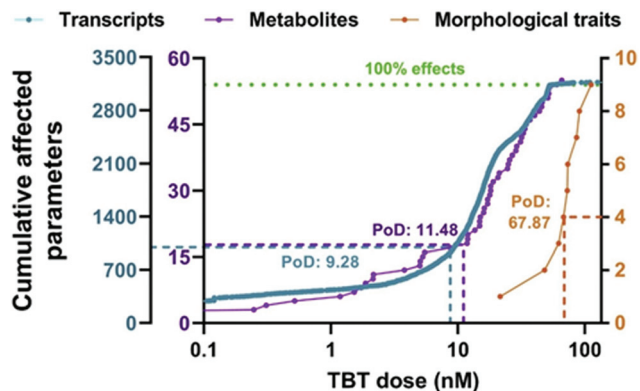 Transcripts Metabolites Morphological traits
Cumulative affected parameters
3500
2800
2100
1400
700
0
60
45
30
15
0
100% effects
PoD: 11.48
PoD: 9.28
PoD: 67.87
10
8
6
4
2
0
0.1 1 10 100
TBT dose (nM)